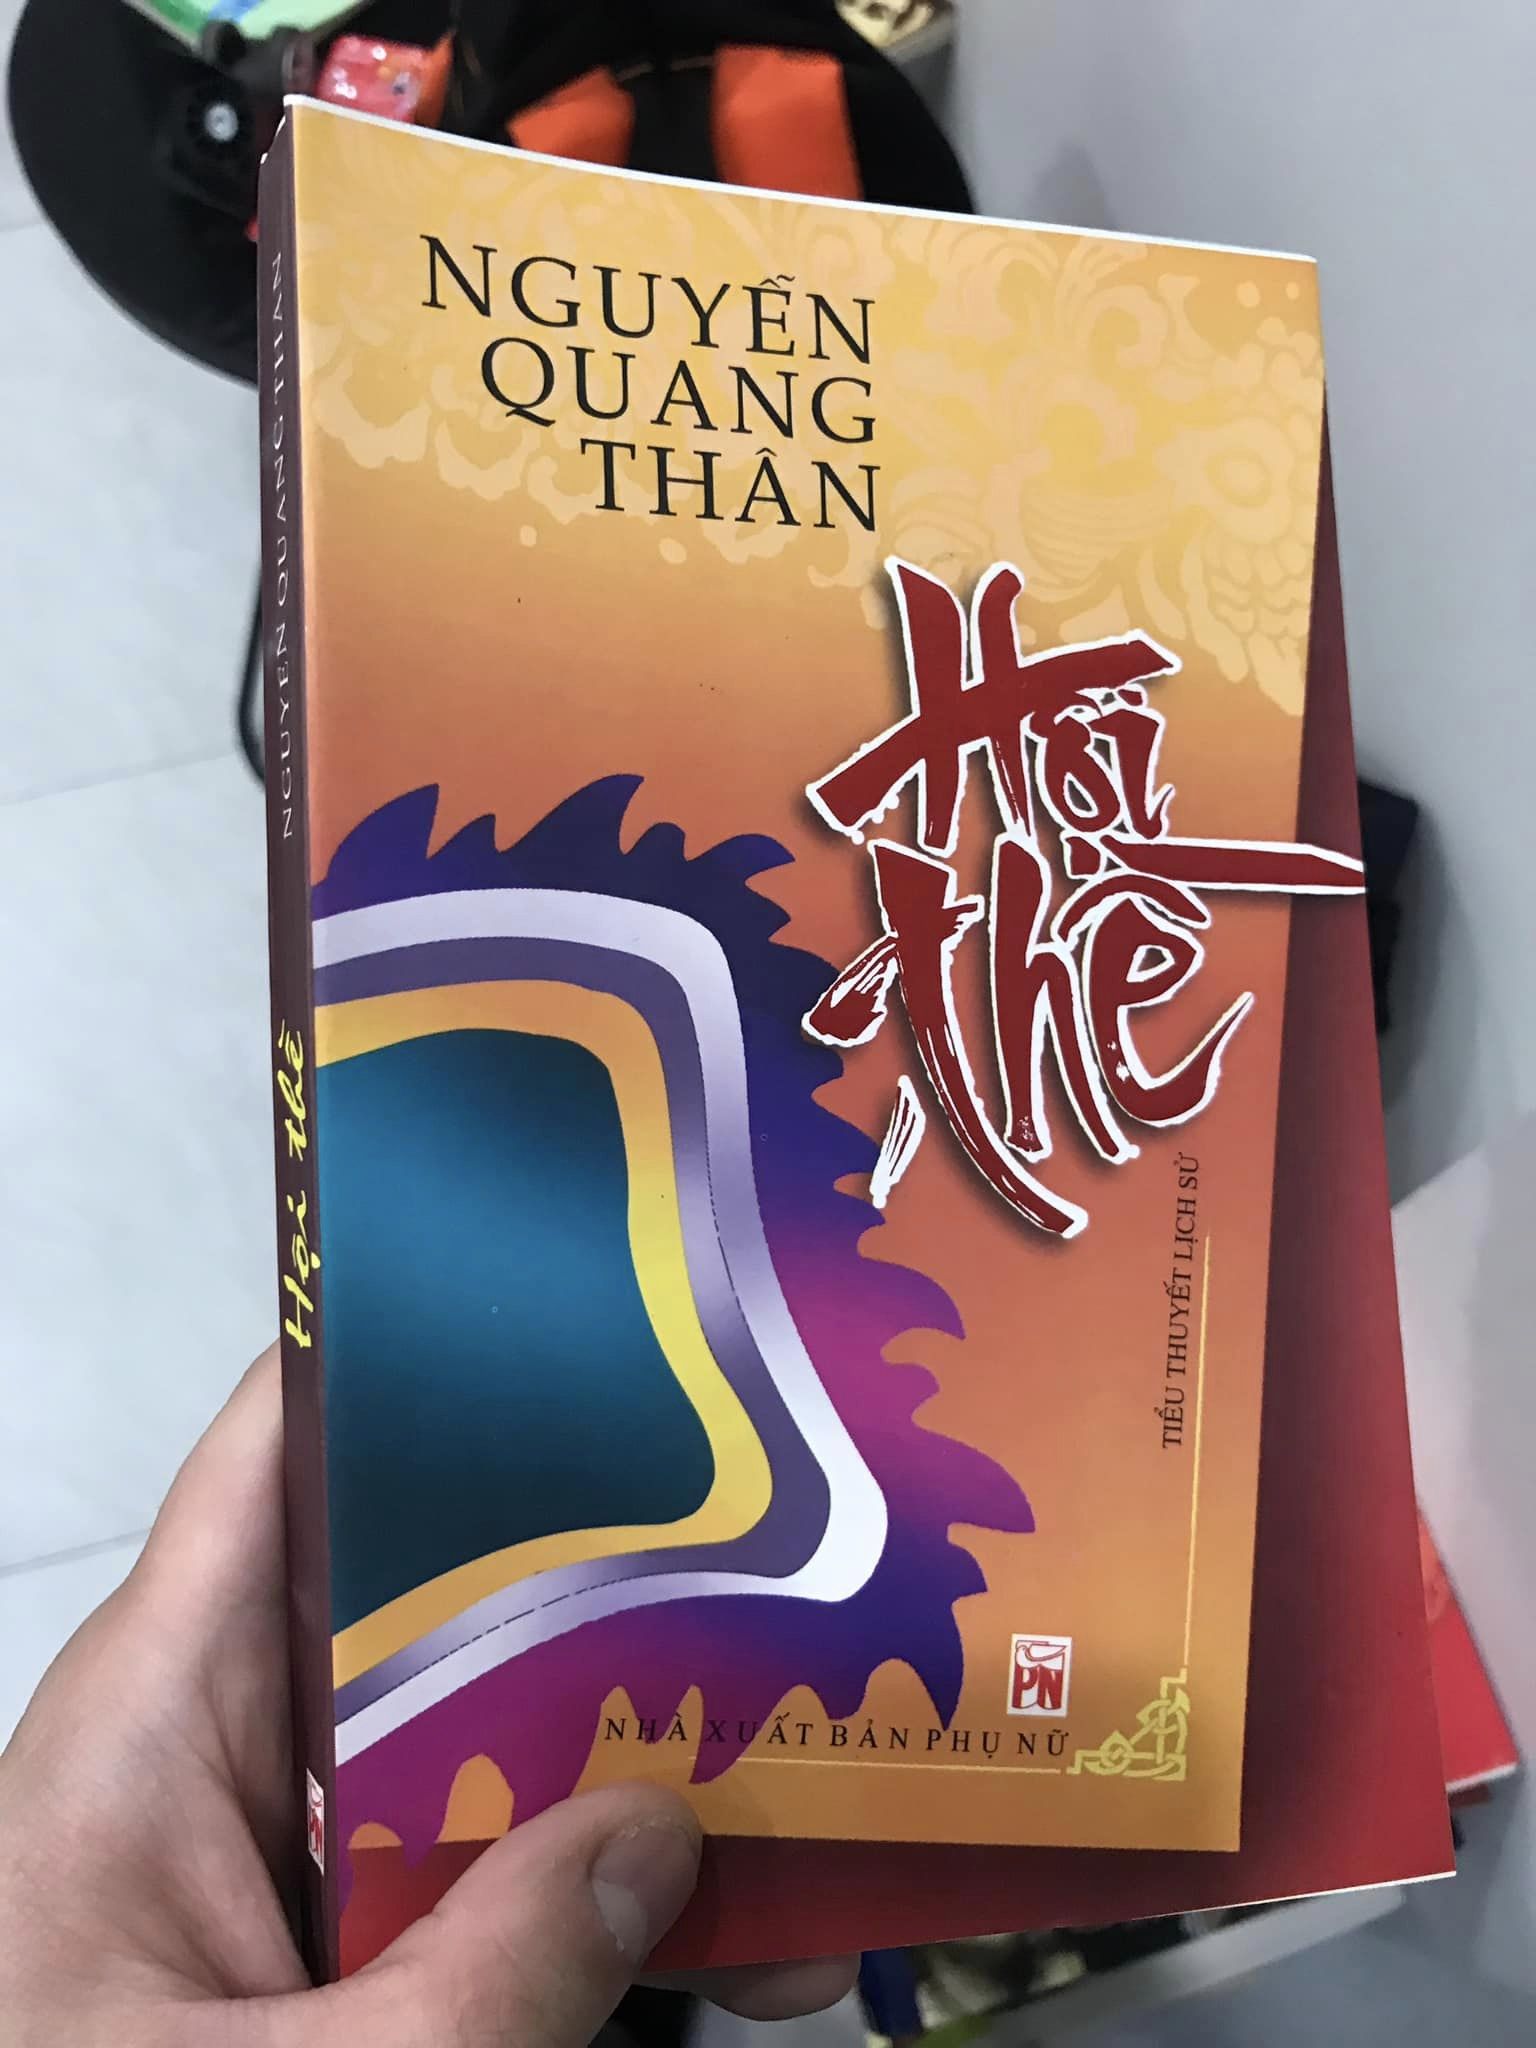 NGUYỄN
QUANG
THÂN
Hội
thề
TIỂU THUYẾT LỊCH SỬ
PN
NHÀ XUẤT BẢN PHỤ NỮ
NGUYỄN QUANG THÂN
Hội thề
PN